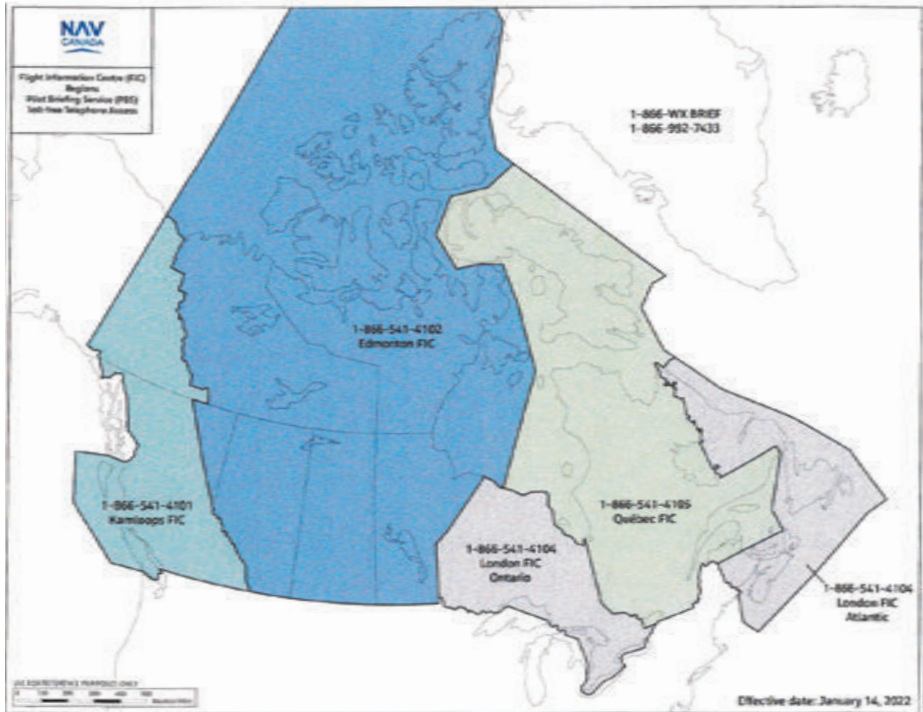 NAV
CANADA
Flight Information Centre (FIC)
Regions
Pilot Briefing Service (PBS)
Toll-free Telephone Access
1-866-WX BRIEF
1-866-992-7433
1-866-541-4102
Edmonton FIC
1-866-541-4101
Kamloops FIC
1-866-541-4105
Québec FIC
1-866-541-4104
London FIC
Ontario
1-866-541-4104
London FIC
Atlantic
PURPOSES ONLY
Effective date: January 14, 2022